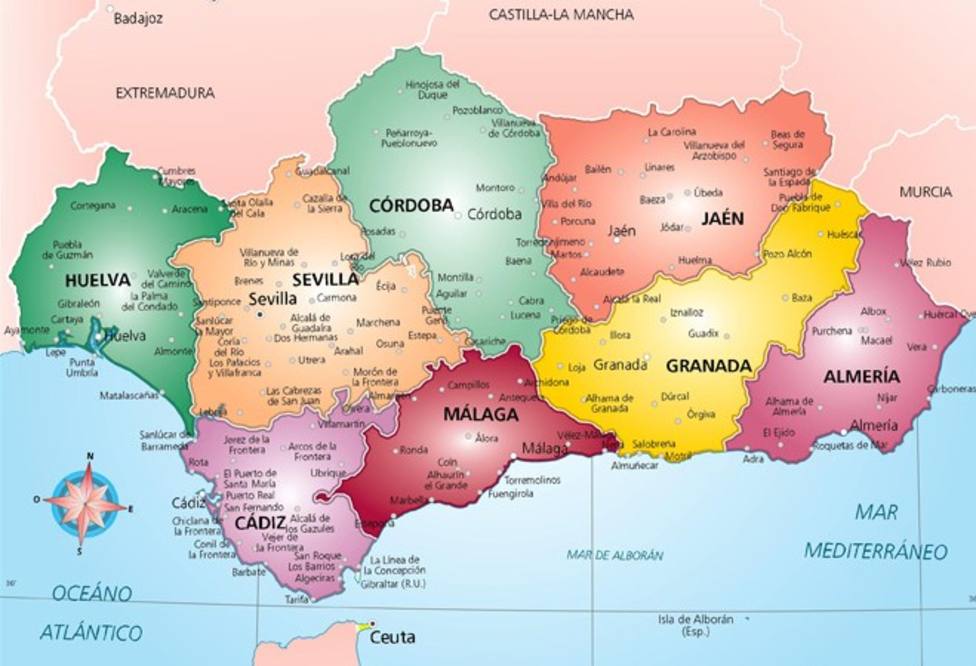 Badajoz
CASTILLA-LA MANCHA
EXTREMADURA
MURCIA
HUELVA
Cumbres
Mayores
Cortegana
Aracena
Puebla
de Guzmán
Valverde
del Camino
Gibraleón
la Palma
del Condado
Cartaya
Ayamonte
Huelva
Lepe
Punta
Umbría
Almonte
Matalascañas
SEVILLA
Guadalcanal
Santa Olalla
del Cala
Cazalla de
la Sierra
Villanueva de
Río y Minas
Lora del
Río
Brenes
Sevilla
Carmona
Écija
Santiponce
Sanlúcar
la Mayor
Alcalá de
Guadaira
Dos Hermanas
Marchena
Coria
del Río
Arahal
Osuna
Estepa
Los Palacios
y Villafranca
Utrera
Morón de
la Frontera
Las Cabezas
de San Juan
Lebrija
CÓRDOBA
Hinojosa del
Duque
Pozoblanco
Villanueva
de Córdoba
Peñarroya-
Pueblonuevo
Montoro
Córdoba
Posadas
Baena
Montilla
Aguilar
Cabra
Lucena
Puente
Genil
Casariche
JAÉN
La Carolina
Beas de
Segura
Villanueva del
Arzobispo
Bailén
Linares
Andújar
Santiago de
la Espada
Villa del Río
Baeza
Úbeda
Porcuna
Jaén
Jódar
Torredonjimeno
Martos
Huelma
Alcaudete
Alcalá la Real
GRANADA
Puebla de
Don Fabrique
Huéscar
Pozo Alcón
Baza
Iznalloz
Priego de
Córdoba
Illora
Guadix
Granada
Loja
Alhama de
Granada
Dúrcal
Órgiva
Salobreña
Motril
Almuñecar
ALMERÍA
Vélez Rubio
Albox
Huércal Ove
Purchena
Macael
Vera
Carboneras
Níjar
Alhama de
Almería
Almería
El Ejido
Roquetas de Mar
Adra
MÁLAGA
Campillos
Archidona
Almargen
Antequera
Álora
Ronda
Málaga
Vélez-Málaga
Nerja
Coín
Alhaurín
el Grande
Torremolinos
Fuengirola
Marbella
Estepona
CÁDIZ
Olvera
Villamartín
Sanlúcar de
Barrameda
Jerez de la
Frontera
Arcos de la
Frontera
Rota
Ubrique
El Puerto de
Santa María
Puerto Real
San Fernando
Cádiz
Chiclana de
la Frontera
Alcalá de
los Gazules
Vejer de
la Frontera
Conil de
la Frontera
Barbate
San Roque
Los Barrios
Algeciras
La Línea de
la Concepción
Gibraltar (R.U.)
Tarifa
Ceuta
N
O
E
S
OCEÁNO
ATLÁNTICO
MAR DE ALBORÁN
MAR
MEDITERRÁNEO
Isla de Alborán
(Esp.)
36'